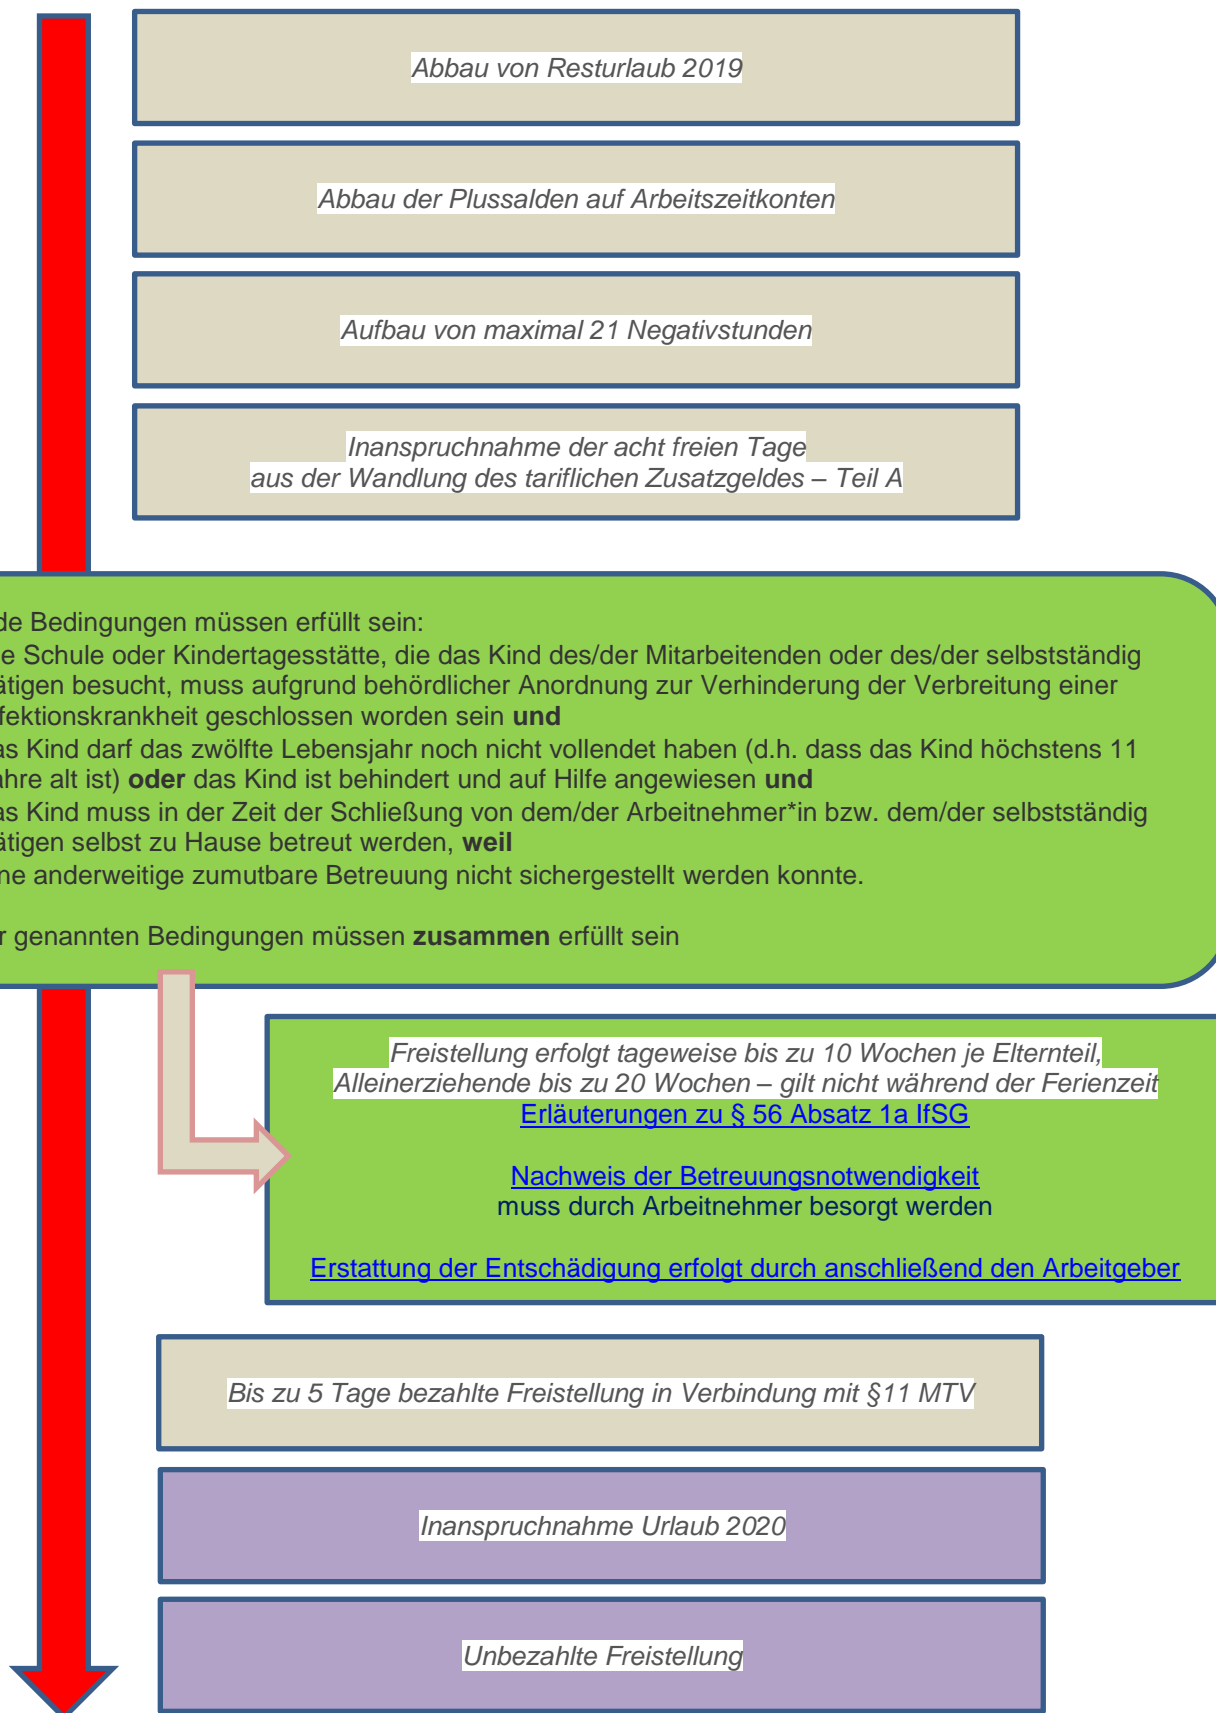 Abbau von Resturlaub 2019
Abbau der Plussalden auf Arbeitszeitkonten
Aufbau von maximal 21 Negativstunden
Inanspruchnahme der acht freien Tage
aus der Wandlung des tariflichen Zusatzgeldes – Teil A
de Bedingungen müssen erfüllt sein:
e Schule oder Kindertagesstätte, die das Kind des/der Mitarbeitenden oder des/der selbstständig
ätigen besucht, muss aufgrund behördlicher Anordnung zur Verhinderung der Verbreitung einer
fektionskrankheit geschlossen worden sein und
as Kind darf das zwölfte Lebensjahr noch nicht vollendet haben (d.h. dass das Kind höchstens 11
ahre alt ist) oder das Kind ist behindert und auf Hilfe angewiesen und
as Kind muss in der Zeit der Schließung von dem/der Arbeitnehmer*in bzw. dem/der selbstständig
ätigen selbst zu Hause betreut werden, weil
ne anderweitige zumutbare Betreuung nicht sichergestellt werden konnte.
r genannten Bedingungen müssen zusammen erfüllt sein
Freistellung erfolgt tageweise bis zu 10 Wochen je Elternteil,
Alleinerziehende bis zu 20 Wochen – gilt nicht während der Ferienzeit
Erläuterungen zu § 56 Absatz 1a IfSG
Nachweis der Betreuungsnotwendigkeit
muss durch Arbeitnehmer besorgt werden
Erstattung der Entschädigung erfolgt durch anschließend den Arbeitgeber
Bis zu 5 Tage bezahlte Freistellung in Verbindung mit §11 MTV
Inanspruchnahme Urlaub 2020
Unbezahlte Freistellung